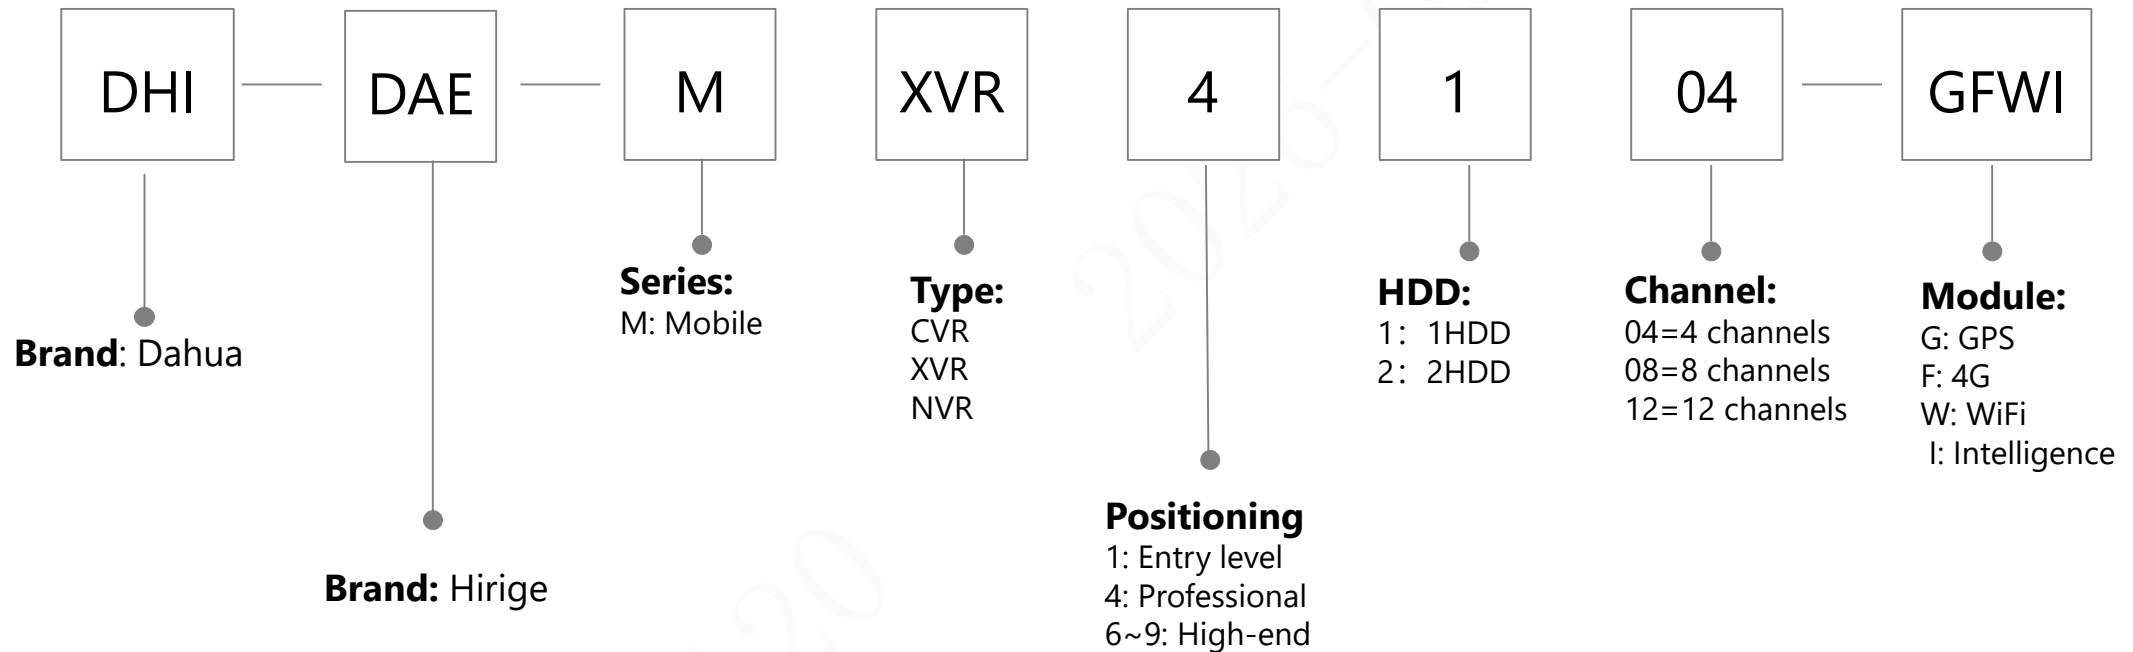 DHI DAE M XVR 4 1 04 GFWI
Brand: Dahua
Brand: Hirige
Series:
M: Mobile
Type:
CVR
XVR
NVR
Positioning
1: Entry level
4: Professional
6~9: High-end
HDD:
1: 1HDD
2: 2HDD
Channel:
04=4 channels
08=8 channels
12=12 channels
Module:
G: GPS
F: 4G
W: WiFi
I: Intelligence